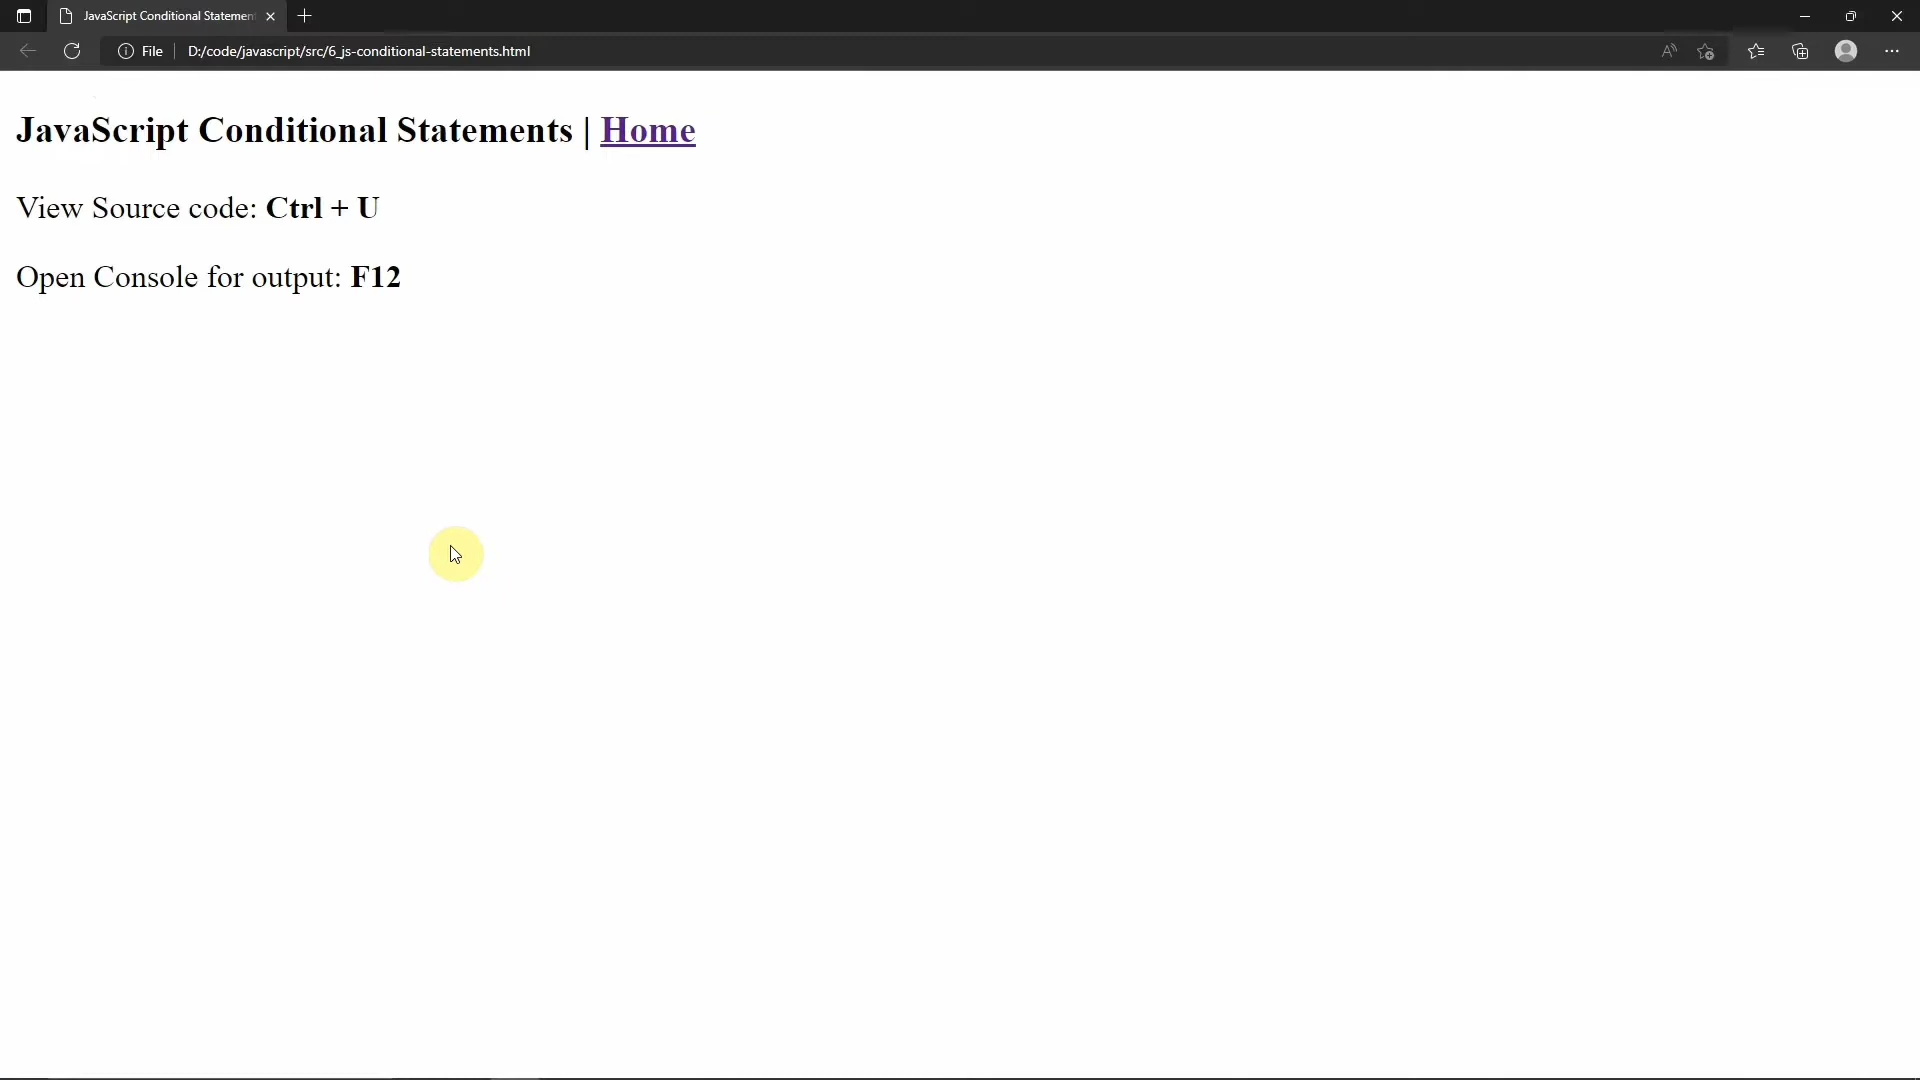 JavaScript Conditional Statemen
File
D:/code/javascript/src/6_js-conditional-statements.html
JavaScript Conditional Statements | Home
View Source code: Ctrl + U
Open Console for output: F12